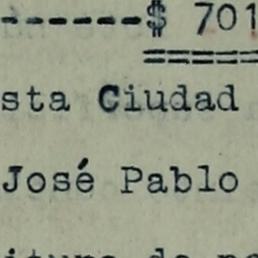 ------$ 701
sta Ciudad
José Pablo